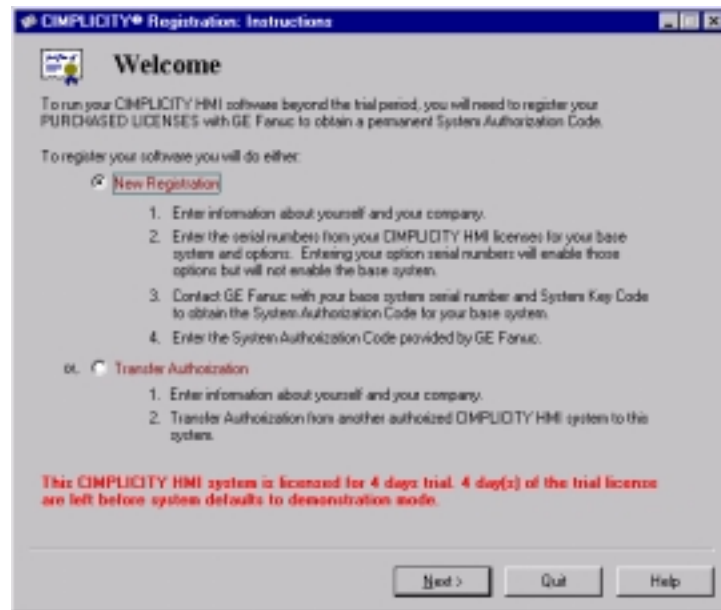 CIMPLICITY® Registration: Instructions
Welcome
To run your CIMPLICITY HMI software beyond the trial period, you will need to register your
PURCHASED LICENSES with GE Fanuc to obtain a permanent System Authorization Code.
To register your software you will do either:
New Registration
1. Enter information about yourself and your company.
2. Enter the serial numbers from your CIMPLICITY HMI licenses for your base
system and options. Entering your option serial numbers will enable those
options but will not enable the base system.
3. Contact GE Fanuc with your base system serial number and System Key Code
to obtain the System Authorization Code for your base system.
4. Enter the System Authorization Code provided by GE Fanuc.
or, Transfer Authorization
1. Enter information about yourself and your company.
2. Transfer Authorization from another authorized CIMPLICITY HMI system to this
system.
This CIMPLICITY HMI system is licensed for 4 days trial. 4 day(s) of the trial license
are left before system defaults to demonstration mode.
Next > Quit Help